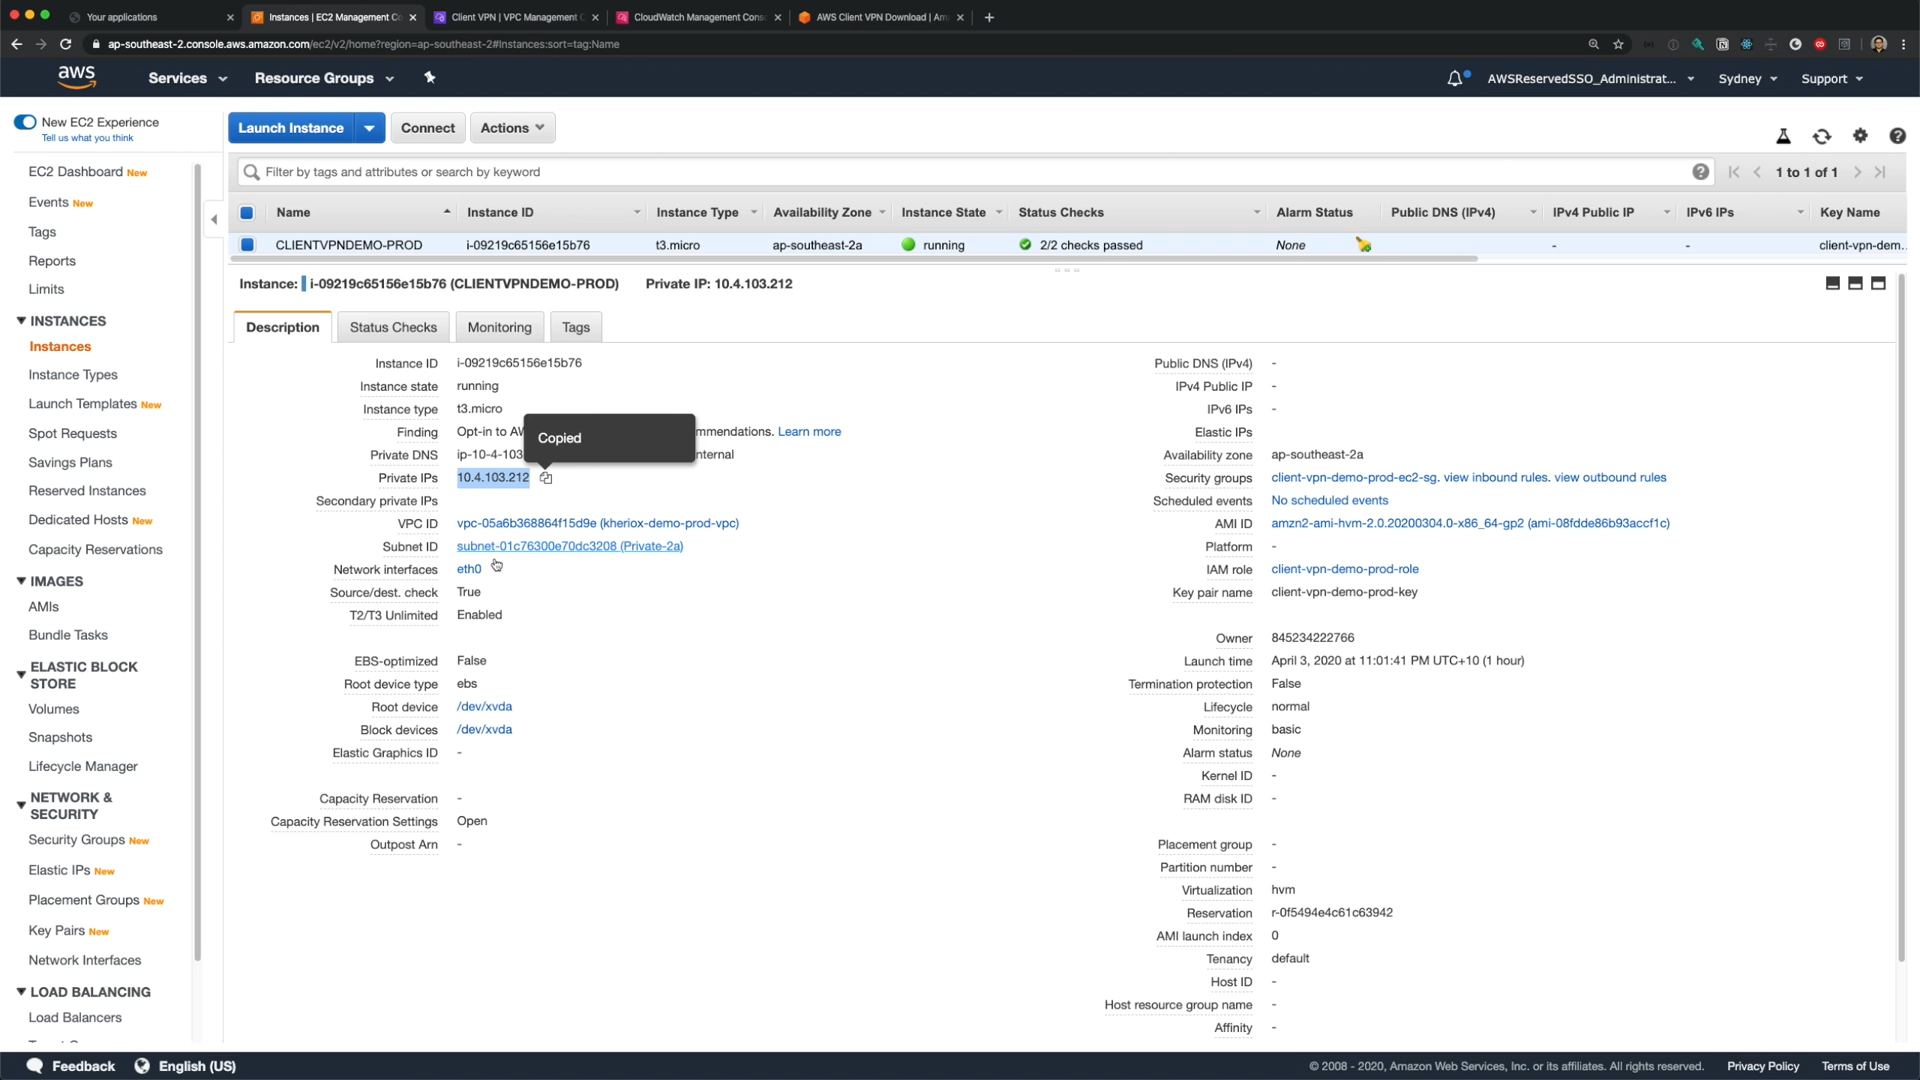 Your applications
Instances | EC2 Management Co
Client VPN | VPC Management C
CloudWatch Management Cons
AWS Client VPN Download | Am
ap-southeast-2.console.aws.amazon.com/ec2/v2/home?region=ap-southeast-2#Instances:sort=tag:Name
aws
Services
Resource Groups
AWSReservedSSO_Administrat...
Sydney
Support
New EC2 Experience
Tell us what you think
Launch Instance
Connect
Actions
Filter by tags and attributes or search by keyword
1 to 1 of 1
Name
Instance ID
Instance Type
Availability Zone
Instance State
Status Checks
Alarm Status
Public DNS (IPv4)
IPv4 Public IP
IPv6 IPs
Key Name
CLIENTVPNDEMO-PROD
i-09219c65156e15b76
t3.micro
ap-southeast-2a
running
2/2 checks passed
None
-
-
client-vpn-dem...
EC2 Dashboard New
Events New
Tags
Reports
Limits
INSTANCES
Instances
Instance Types
Launch Templates New
Spot Requests
Savings Plans
Reserved Instances
Dedicated Hosts New
Capacity Reservations
IMAGES
AMIs
Bundle Tasks
ELASTIC BLOCK
STORE
Volumes
Snapshots
Lifecycle Manager
NETWORK &
SECURITY
Security Groups New
Elastic IPs New
Placement Groups New
Key Pairs New
Network Interfaces
LOAD BALANCING
Load Balancers
Instance: i-09219c65156e15b76 (CLIENTVPNDEMO-PROD) Private IP: 10.4.103.212
Description
Status Checks
Monitoring
Tags
Instance ID i-09219c65156e15b76
Instance state running
Instance type t3.micro
Finding Opt-in to AW mmendations. Learn more
Copied
Private DNS ip-10-4-103 nternal
Private IPs 10.4.103.212
Secondary private IPs
VPC ID vpc-05a6b368864f15d9e (kheriox-demo-prod-vpc)
Subnet ID subnet-01c76300e70dc3208 (Private-2a)
Network interfaces eth0
Source/dest. check True
T2/T3 Unlimited Enabled
EBS-optimized False
Root device type ebs
Root device /dev/xvda
Block devices /dev/xvda
Elastic Graphics ID -
Capacity Reservation -
Capacity Reservation Settings Open
Outpost Arn -
Public DNS (IPv4) -
IPv4 Public IP -
IPv6 IPs -
Elastic IPs
Availability zone ap-southeast-2a
Security groups client-vpn-demo-prod-ec2-sg. view inbound rules. view outbound rules
Scheduled events No scheduled events
AMI ID amzn2-ami-hvm-2.0.20200304.0-x86_64-gp2 (ami-08fdde86b93accf1c)
Platform -
IAM role client-vpn-demo-prod-role
Key pair name client-vpn-demo-prod-key
Owner 845234222766
Launch time April 3, 2020 at 11:01:41 PM UTC+10 (1 hour)
Termination protection False
Lifecycle normal
Monitoring basic
Alarm status None
Kernel ID -
RAM disk ID -
Placement group -
Partition number -
Virtualization hvm
Reservation r-0f5494e4c61c63942
AMI launch index 0
Tenancy default
Host ID -
Host resource group name -
Affinity -
Feedback
English (US)
© 2008 - 2020, Amazon Web Services, Inc. or its affiliates. All rights reserved.
Privacy Policy
Terms of Use